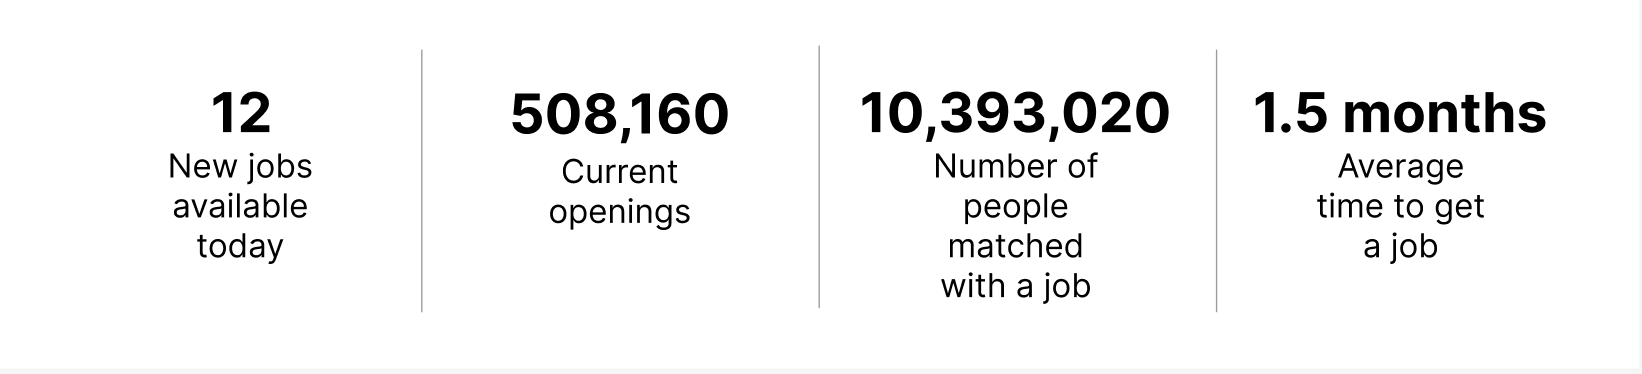 12
New jobs
available
today
508,160
Current
openings
10,393,020
Number of
people
matched
with a job
1.5 months
Average
time to get
a job